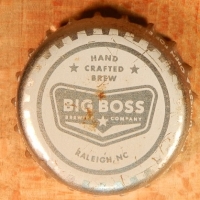 HAND
CRAFTED
BREW
BIG BOSS
BREWING COMPANY
RALEIGH, NC